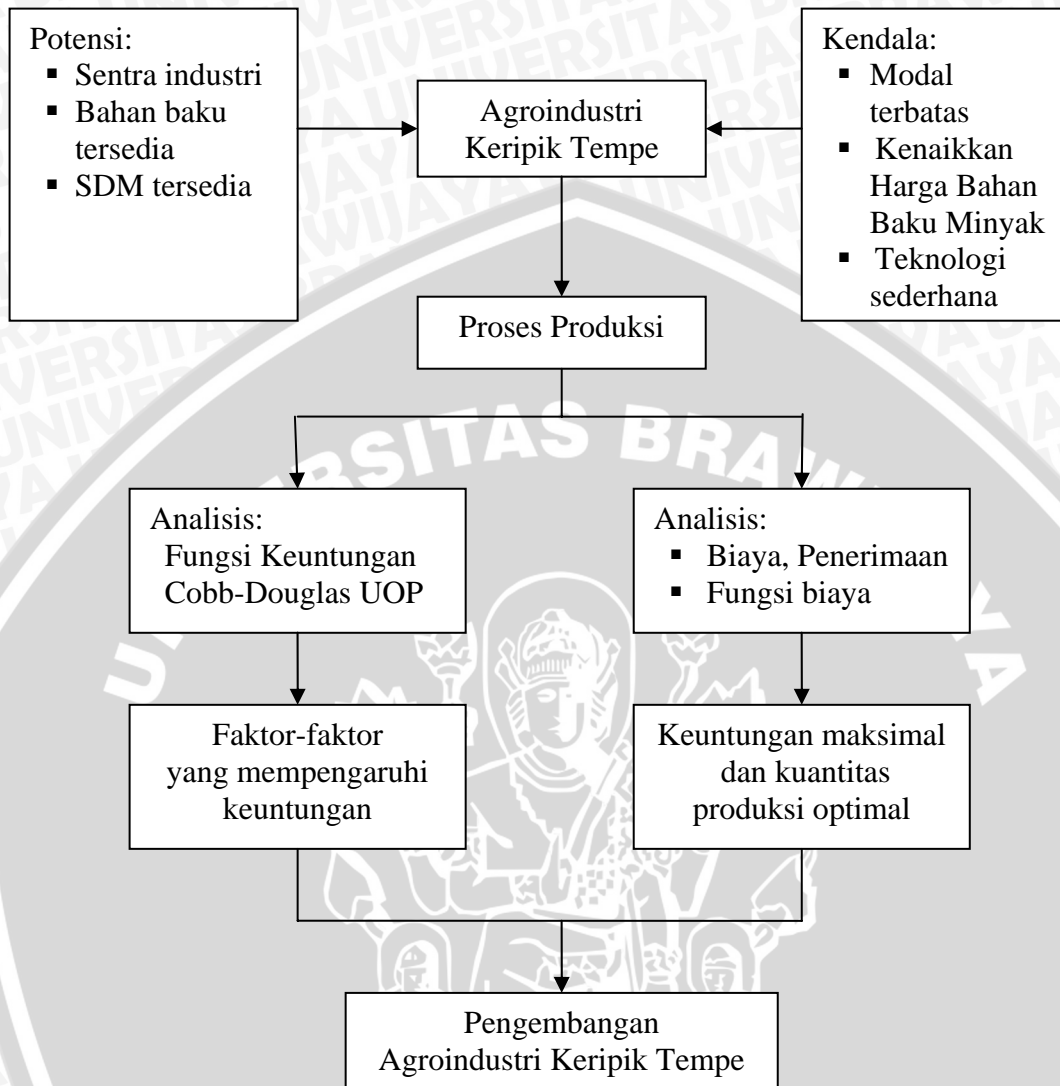 Potensi:
▪ Sentra industri
▪ Bahan baku
tersedia
▪ SDM tersedia
Agroindustri
Keripik Tempe
Kendala:
▪ Modal
terbatas
▪ Kenaikkan
Harga Bahan
Baku Minyak
▪ Teknologi
sederhana
Proses Produksi
Analisis:
Fungsi Keuntungan
Cobb-Douglas UOP
Analisis:
▪ Biaya, Penerimaan
▪ Fungsi biaya
Faktor-faktor
yang mempengaruhi
keuntungan
Keuntungan maksimal
dan kuantitas
produksi optimal
Pengembangan
Agroindustri Keripik Tempe